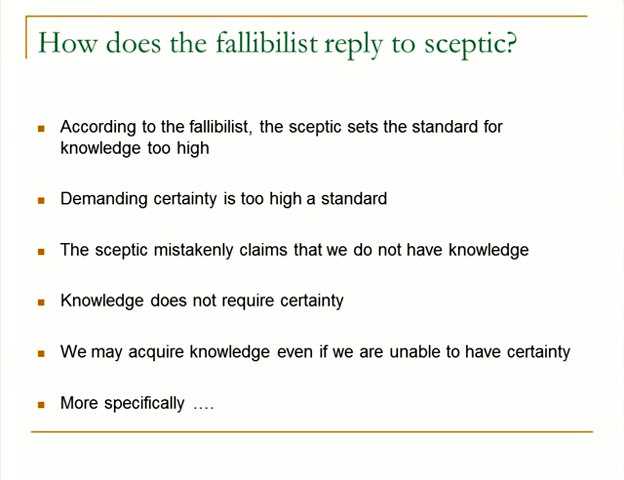 How does the fallibilist reply to sceptic?
According to the fallibilist, the sceptic sets the standard for
knowledge too high
Demanding certainty is too high a standard
The sceptic mistakenly claims that we do not have knowledge
Knowledge does not require certainty
We may acquire knowledge even if we are unable to have certainty
More specifically ....